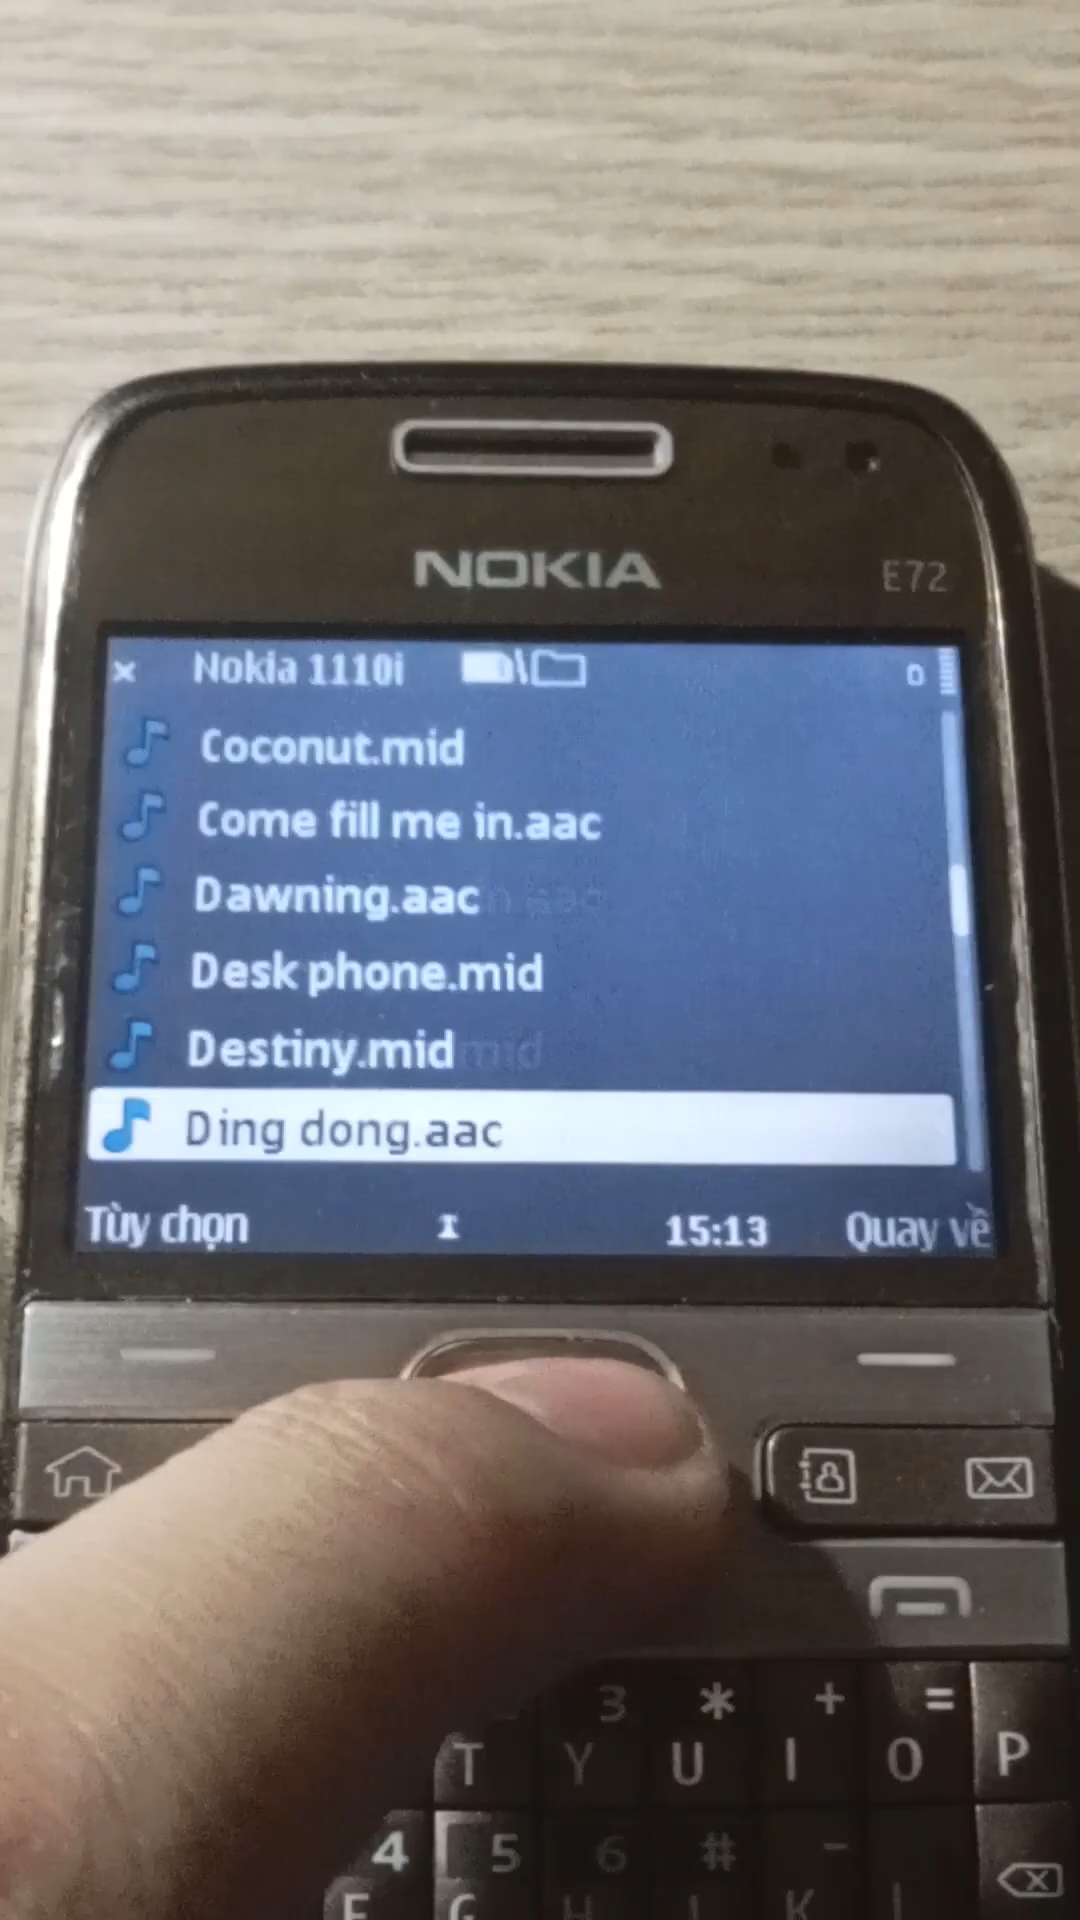 NOKIA
E72
Nokia 1110i
Coconut.mid
Come fill me in.aac
Dawning.aac
Desk phone.mid
Destiny.mid
Ding dong.aac
Tùy chọn 15:13 Quay về
3 * + =
T Y U I O P
4 5 6 # -
F G H J K L